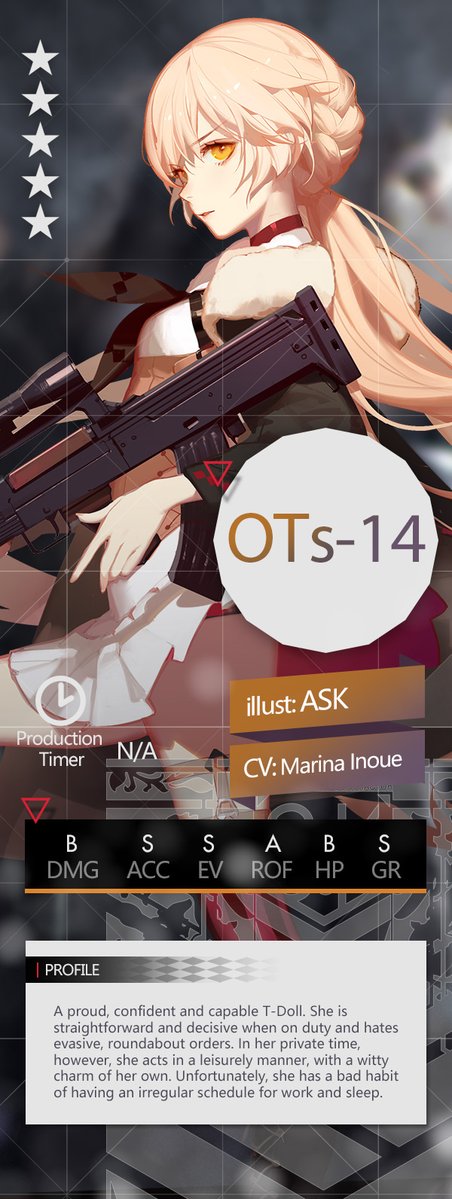 OTs-14
illust: ASK
CV: Marina Inoue
Production
Timer
N/A
B S S A B S
DMG ACC EV ROF HP GR
PROFILE
A proud, confident and capable T-Doll. She is
straightforward and decisive when on duty and hates
evasive, roundabout orders. In her private time,
however, she acts in a leisurely manner, with a witty
charm of her own. Unfortunately, she has a bad habit
of having an irregular schedule for work and sleep.